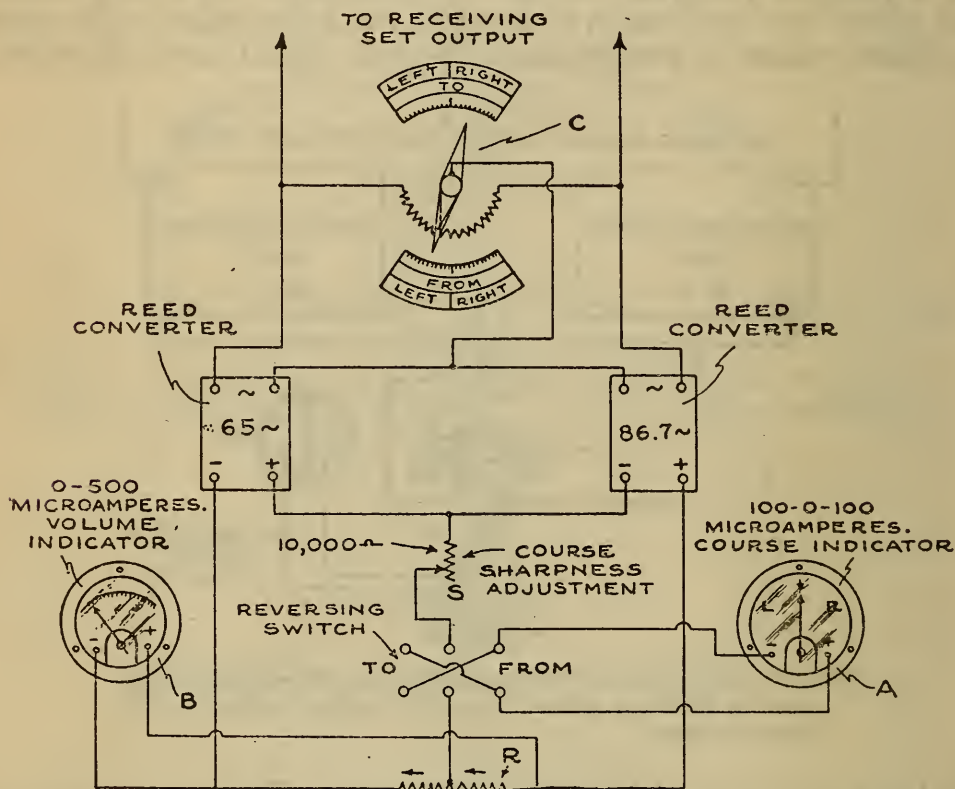 TO RECEIVING
SET OUTPUT
LEFT RIGHT
TO
C
FROM
LEFT RIGHT
REED
CONVERTER
REED
CONVERTER
~
65~
- +
~
86.7~
- +
0-500
MICROAMPERES.
VOLUME
INDICATOR
100-0-100
MICROAMPERES.
COURSE INDICATOR
10,000Ω
COURSE
SHARPNESS
ADJUSTMENT
S
REVERSING
SWITCH
TO FROM
- +
B
L R
- +
A
R